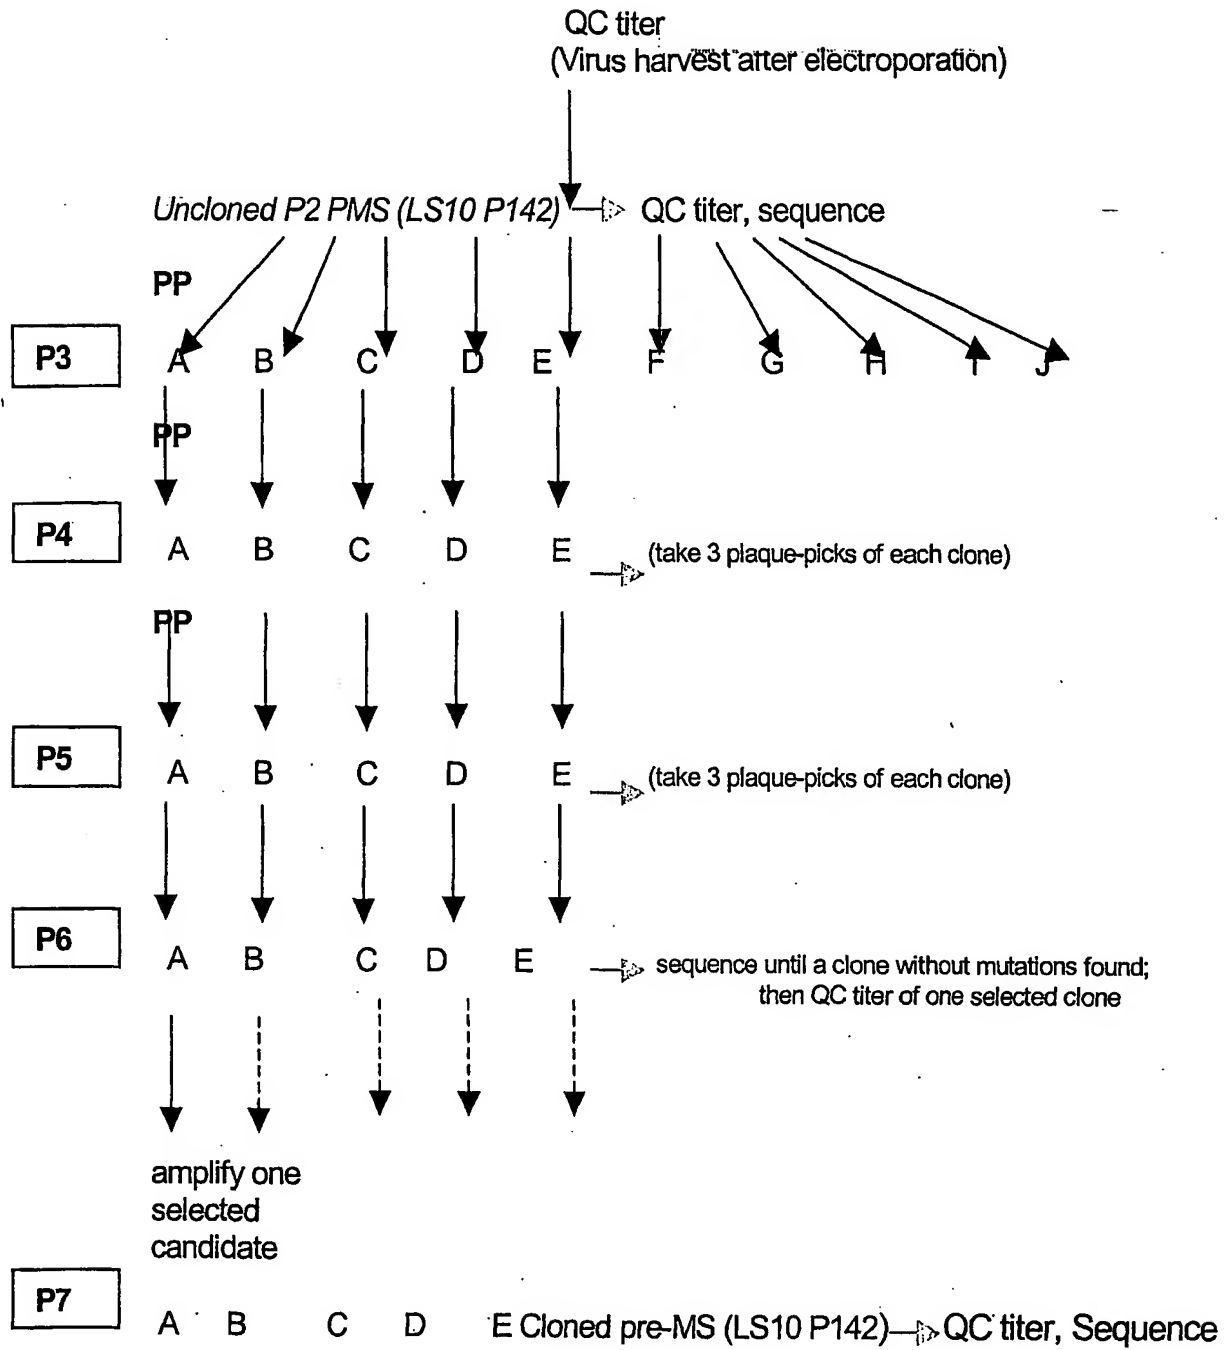 QC titer
(Virus harvest after electroporation)
Uncloned P2 PMS (LS10 P142) QC titer, sequence
PP
P3 A B C D E F G H I J
PP
P4 A B C D E (take 3 plaque-picks of each clone)
PP
P5 A B C D E (take 3 plaque-picks of each clone)
P6 A B C D E sequence until a clone without mutations found;
then QC titer of one selected clone
amplify one
selected
candidate
P7 A B C D E Cloned pre-MS (LS10 P142) QC titer, Sequence